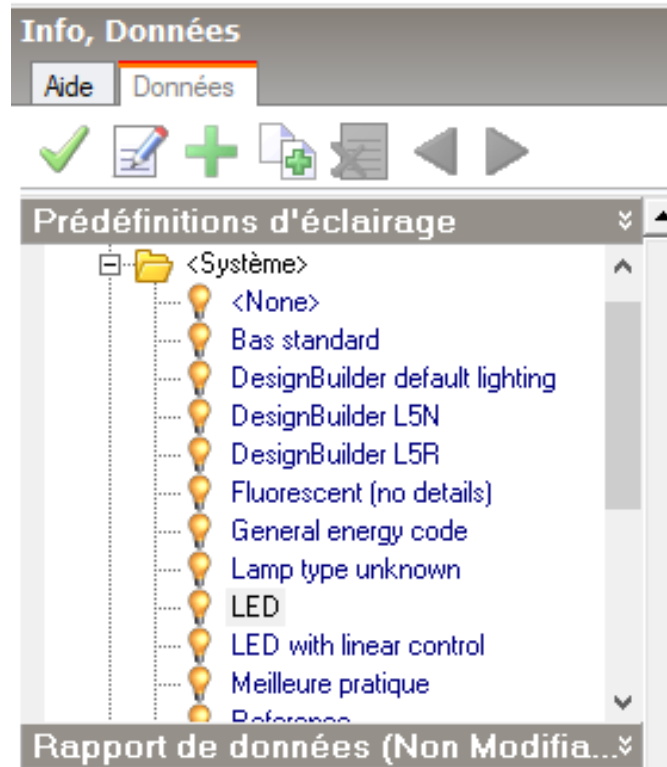 Info, Données
Aide Données
Prédéfinitions d'éclairage
<Système>
<None>
Bas standard
DesignBuilder default lighting
DesignBuilder L5N
DesignBuilder L5R
Fluorescent (no details)
General energy code
Lamp type unknown
LED
LED with linear control
Meilleure pratique
Reference
Rapport de données (Non Modifia...